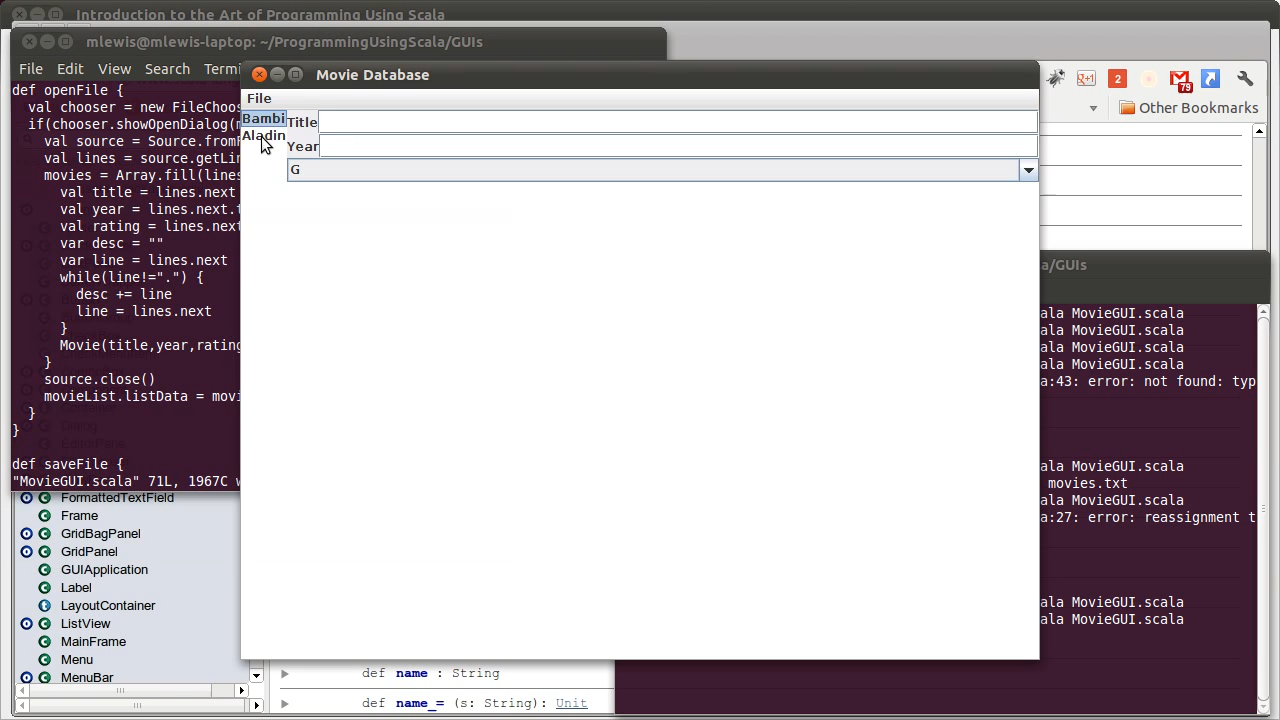 Introduction to the Art of Programming Using Scala
mlewis@mlewis-laptop: ~/ProgrammingUsingScala/GUIs
File Edit View Search Termi
def openFile {
val chooser = new FileChoos
if(chooser.showOpenDialog(
val source = Source.fromF
val lines = source.getLin
movies = Array.fill(lines
val title = lines.next
val year = lines.next.t
val rating = lines.next
var desc = ""
var line = lines.next
while(line!=".") {
desc += line
line = lines.next
}
Movie(title,year,rating
}
source.close()
movieList.listData = movi
}
}
def saveFile {
"MovieGUI.scala" 71L, 1967C w
FormattedTextField
Frame
GridBagPanel
GridPanel
GUIApplication
Label
LayoutContainer
ListView
MainFrame
Menu
MenuBar
Movie Database
File
Bambi
Aladin
Title
Year
G
2
79
Other Bookmarks
a/GUIs
ala MovieGUI.scala
ala MovieGUI.scala
ala MovieGUI.scala
ala MovieGUI.scala
a:43: error: not found: typ
ala MovieGUI.scala
movies.txt
ala MovieGUI.scala
a:27: error: reassignment t
ala MovieGUI.scala
ala MovieGUI.scala
def name : String
def name_= (s: String): Unit